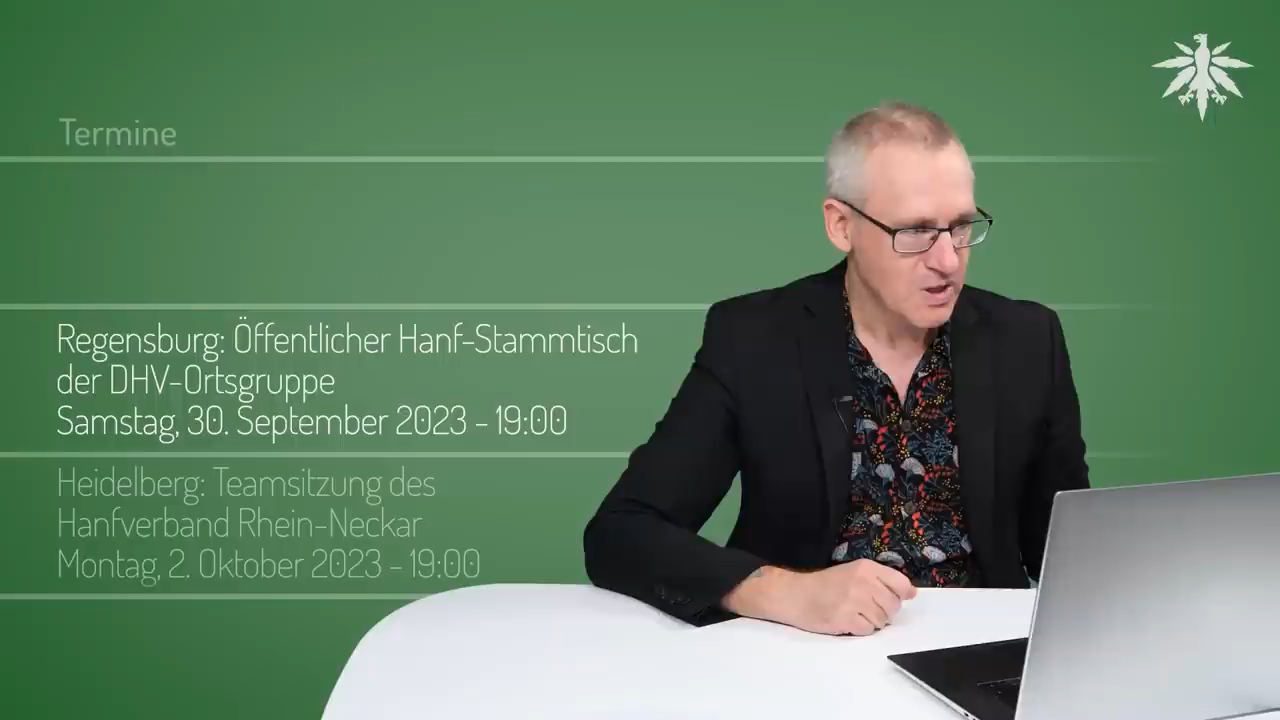 Termine
Regensburg: Öffentlicher Hanf-Stammtisch
der DHV-Ortsgruppe
Samstag, 30. September 2023 - 19:00
Heidelberg: Teamsitzung des
Hanfverband Rhein-Neckar
Montag, 2. Oktober 2023 - 19:00